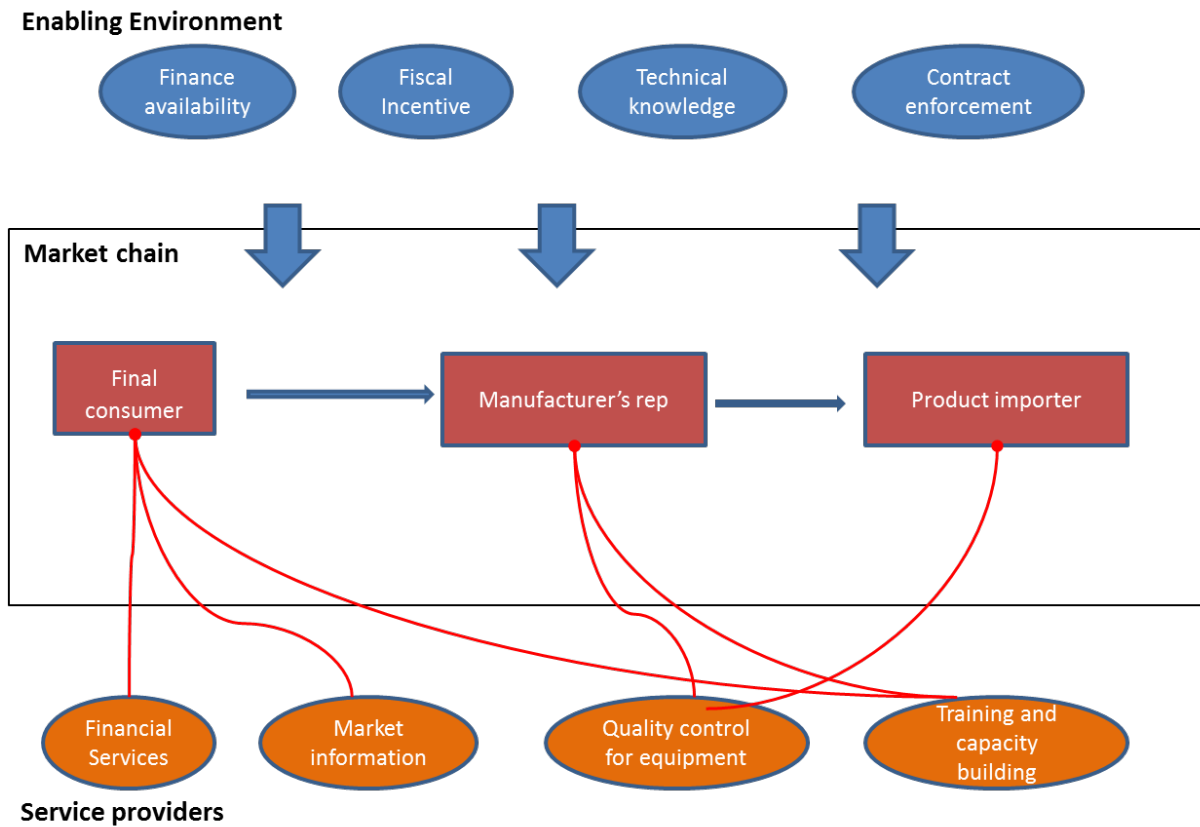 Enabling Environment
Finance
availability
Fiscal
Incentive
Technical
knowledge
Contract
enforcement
Market chain
Final
consumer
Manufacturer’s rep
Product importer
Financial
Services
Market
information
Quality control
for equipment
Training and
capacity
building
Service providers